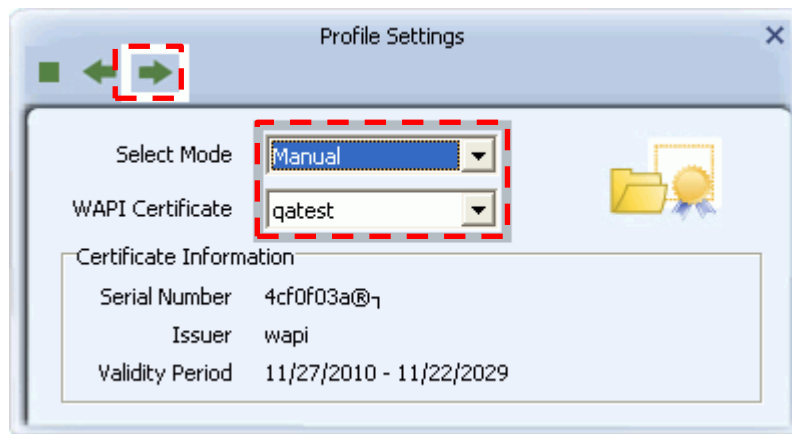 Profile Settings
Select Mode Manual
WAPI Certificate qatest
Certificate Information
Serial Number 4cf0f03a®┐
Issuer wapi
Validity Period 11/27/2010 - 11/22/2029